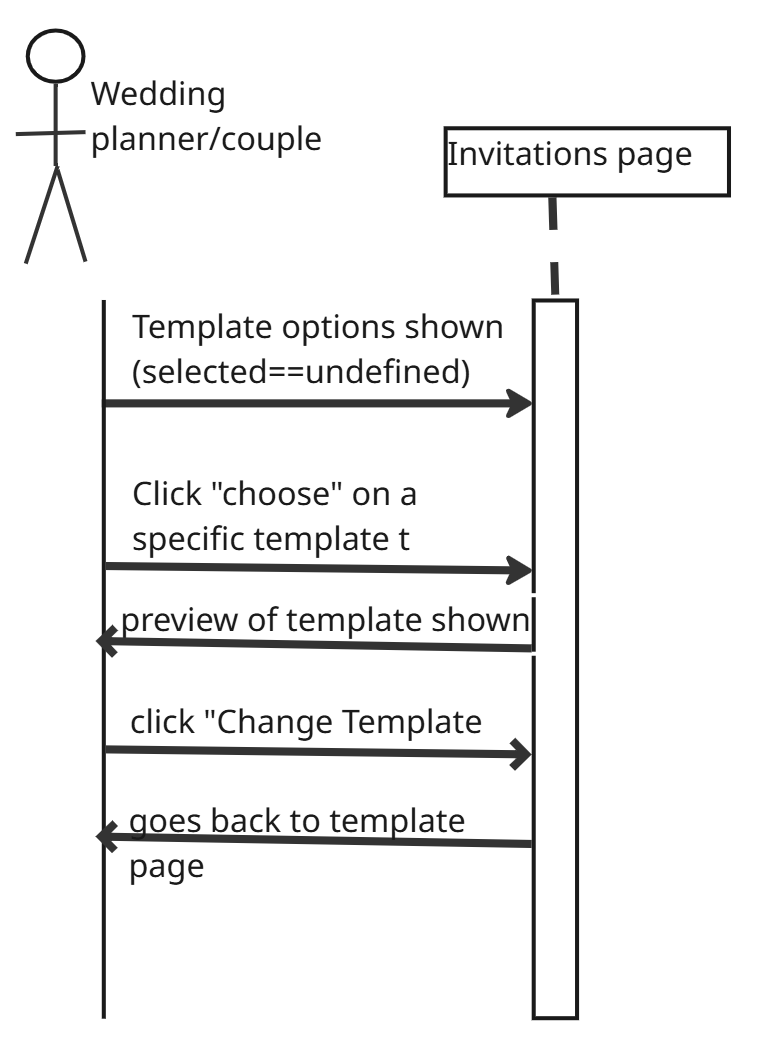 Wedding
planner/couple
Invitations page
Template options shown
(selected==undefined)
Click "choose" on a
specific template t
preview of template shown
click "Change Template
goes back to template
page